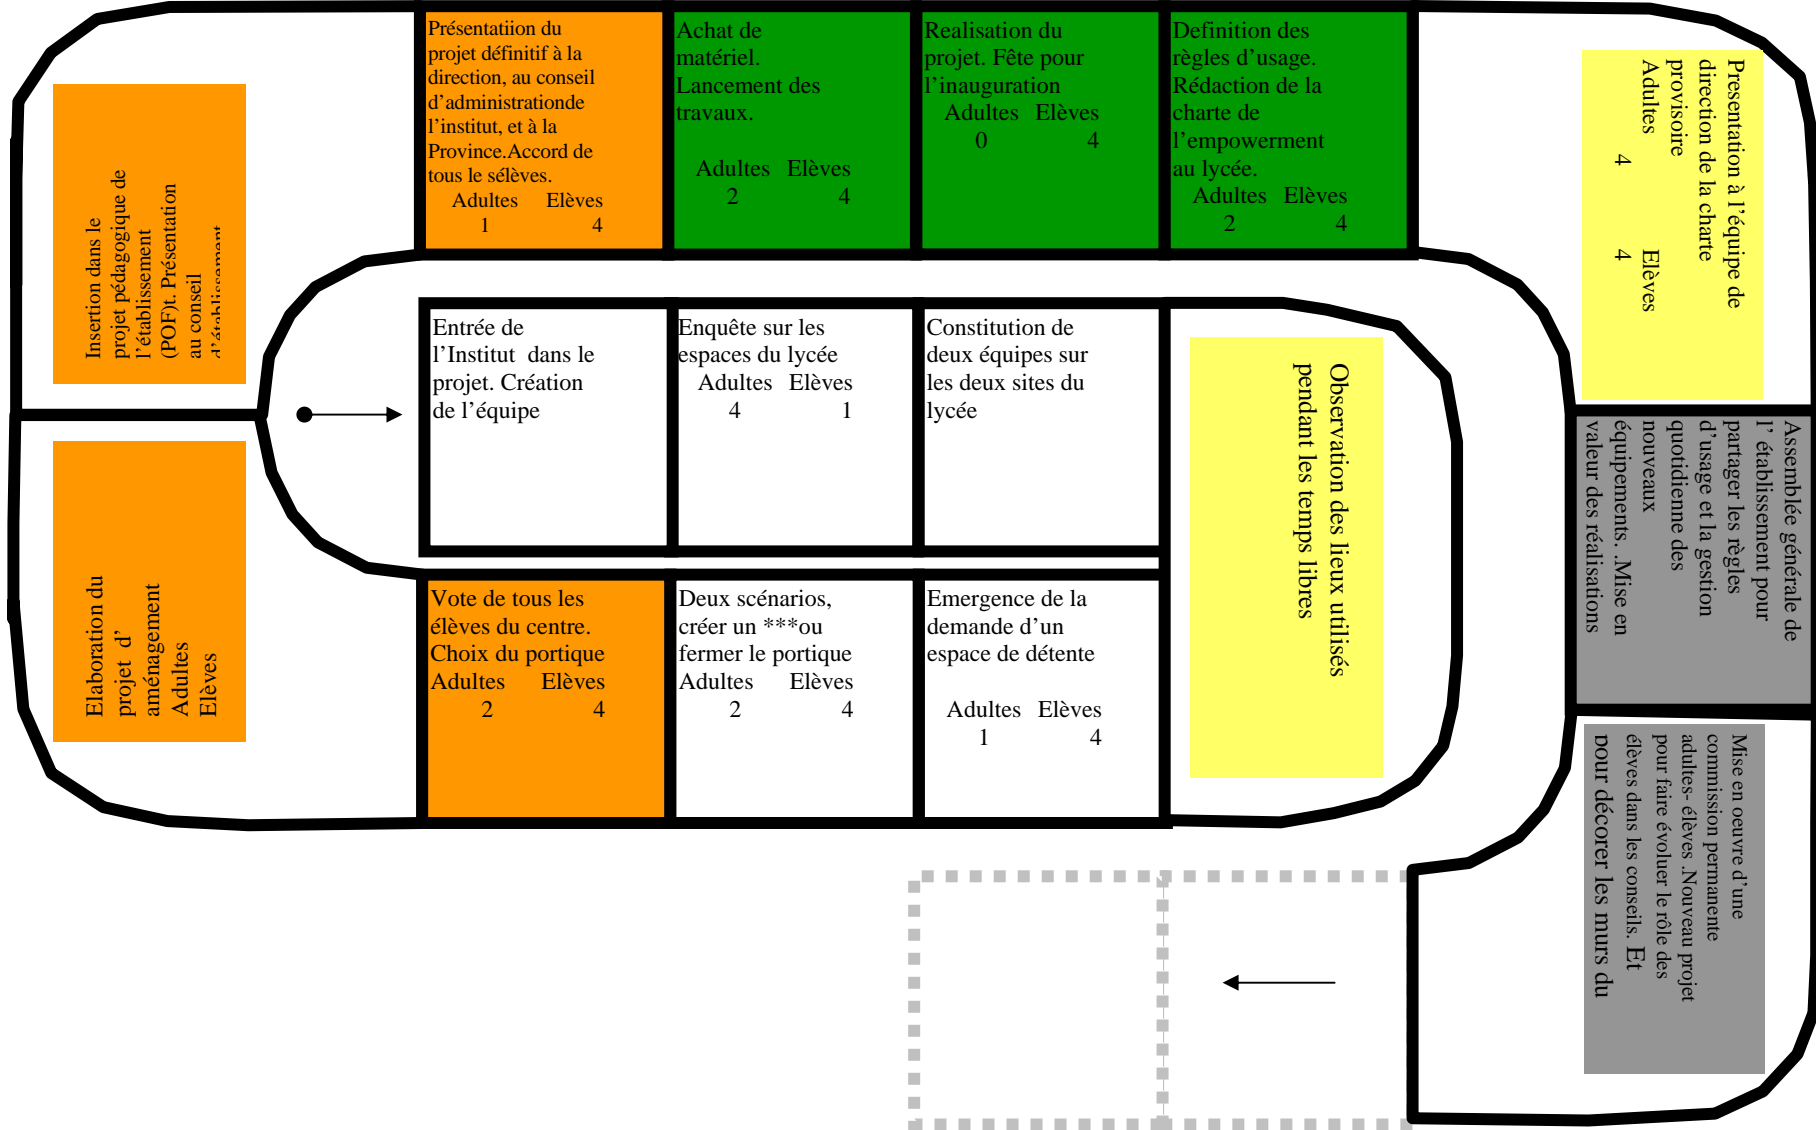 Entrée de
l'Institut dans le
projet. Création
de l'équipe
Enquête sur les
espaces du lycée
Adultes Elèves
4 1
Constitution de
deux équipes sur
les deux sites du
lycée
Observation des lieux utilisés
pendant les temps libres
Emergence de la
demande d'un
espace de détente
Adultes Elèves
1 4
Deux scénarios,
créer un ***ou
fermer le portique
Adultes Elèves
2 4
Vote de tous les
élèves du centre.
Choix du portique
Adultes Elèves
2 4
Elaboration du
projet d'
aménagement
Adultes
Elèves
Insertion dans le
projet pédagogique de
l'établissement
(POF)t. Présentation
au conseil
d'établissement
Présentatiion du
projet définitif à la
direction, au conseil
d'administrationde
l'institut, et à la
Province.Accord de
tous le sélèves.
Adultes Elèves
1 4
Achat de
matériel.
Lancement des
travaux.
Adultes Elèves
2 4
Realisation du
projet. Fête pour
l'inauguration
Adultes Elèves
0 4
Definition des
règles d'usage.
Rédaction de la
charte de
l'empowerment
au lycée.
Adultes Elèves
2 4
Presentation à l'équipe de
direction de la charte
provisoire
Adultes Elèves
4 4
Assemblée générale de
l' établissement pour
partager les règles
d'usage et la gestion
quotidienne des
nouveaux
équipements. .Mise en
valeur des réalisations
Mise en oeuvre d'une
commission permanente
adultes- élèves .Nouveau projet
pour faire évoluer le rôle des
élèves dans les conseils. Et
pour décorer les murs du